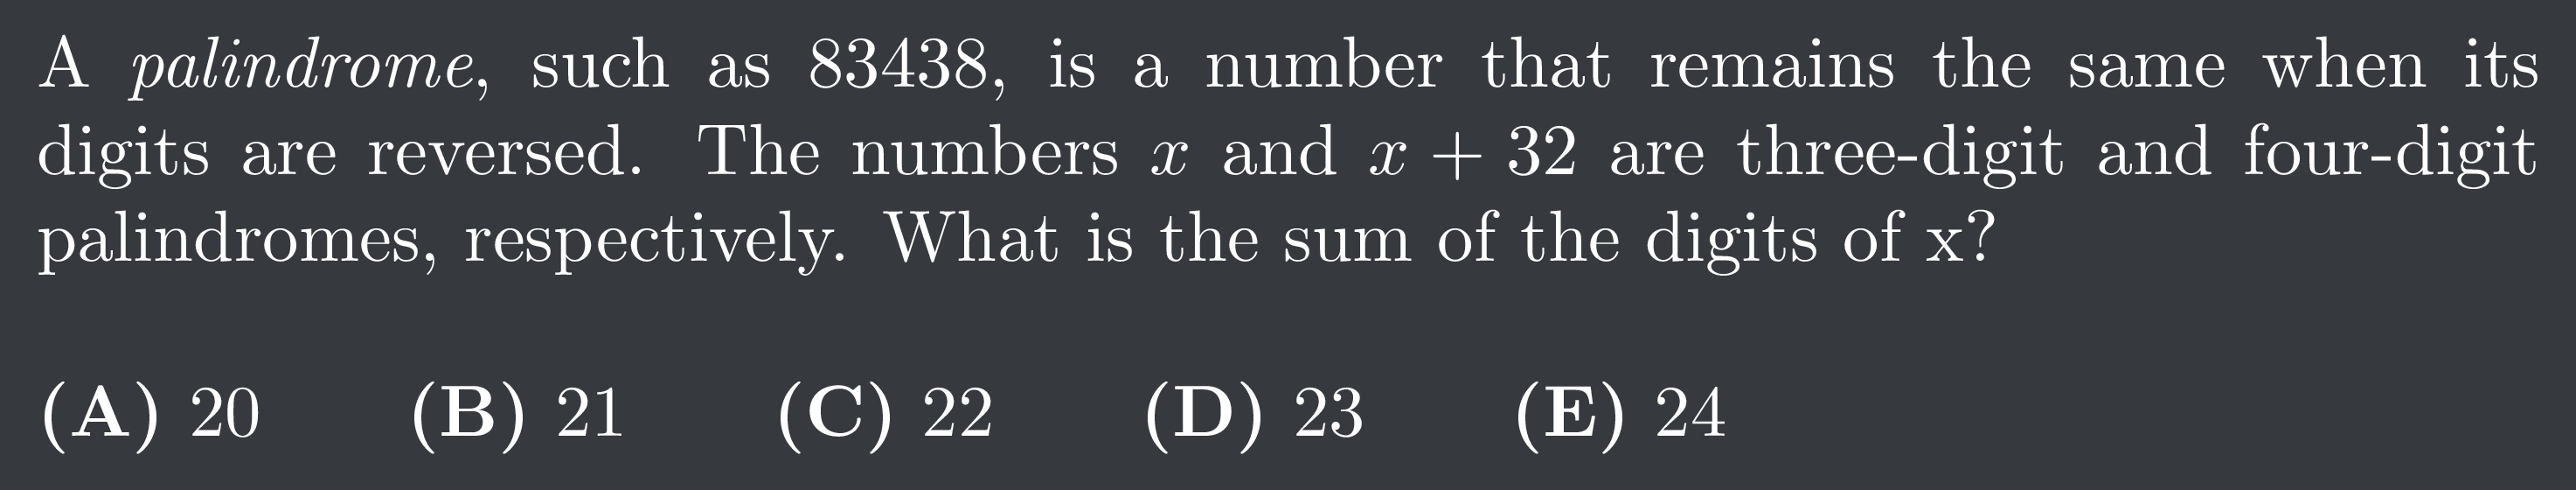 A palindrome, such as 83438, is a number that remains the same when its
digits are reversed. The numbers x and x + 32 are three-digit and four-digit
palindromes, respectively. What is the sum of the digits of x?
(A) 20 (B) 21 (C) 22 (D) 23 (E) 24